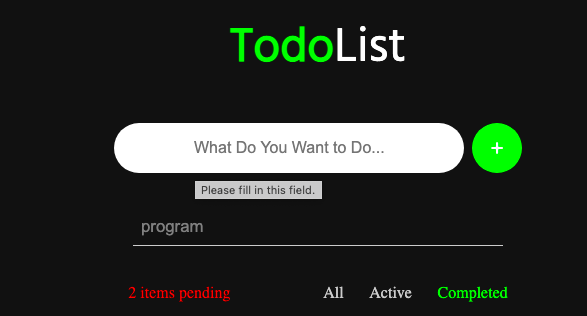 TodoList
What Do You Want to Do...
+
Please fill in this field.
program
2 items pending All Active Completed